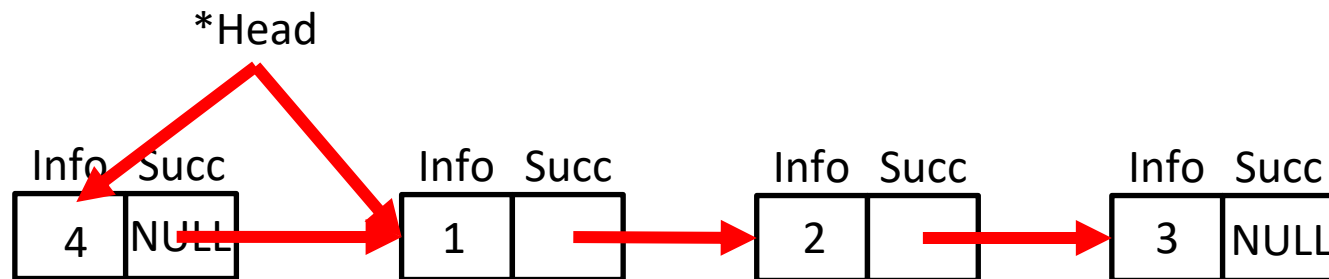 *Head
Info Succ Info Succ Info Succ Info Succ
4 NULL 1 2 3 NULL